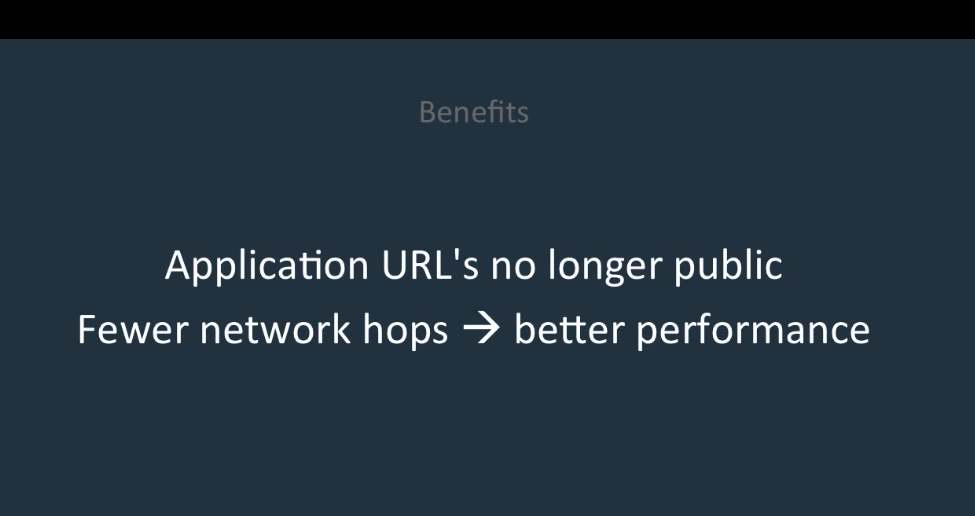 Benefits
Application URL's no longer public
Fewer network hops → better performance